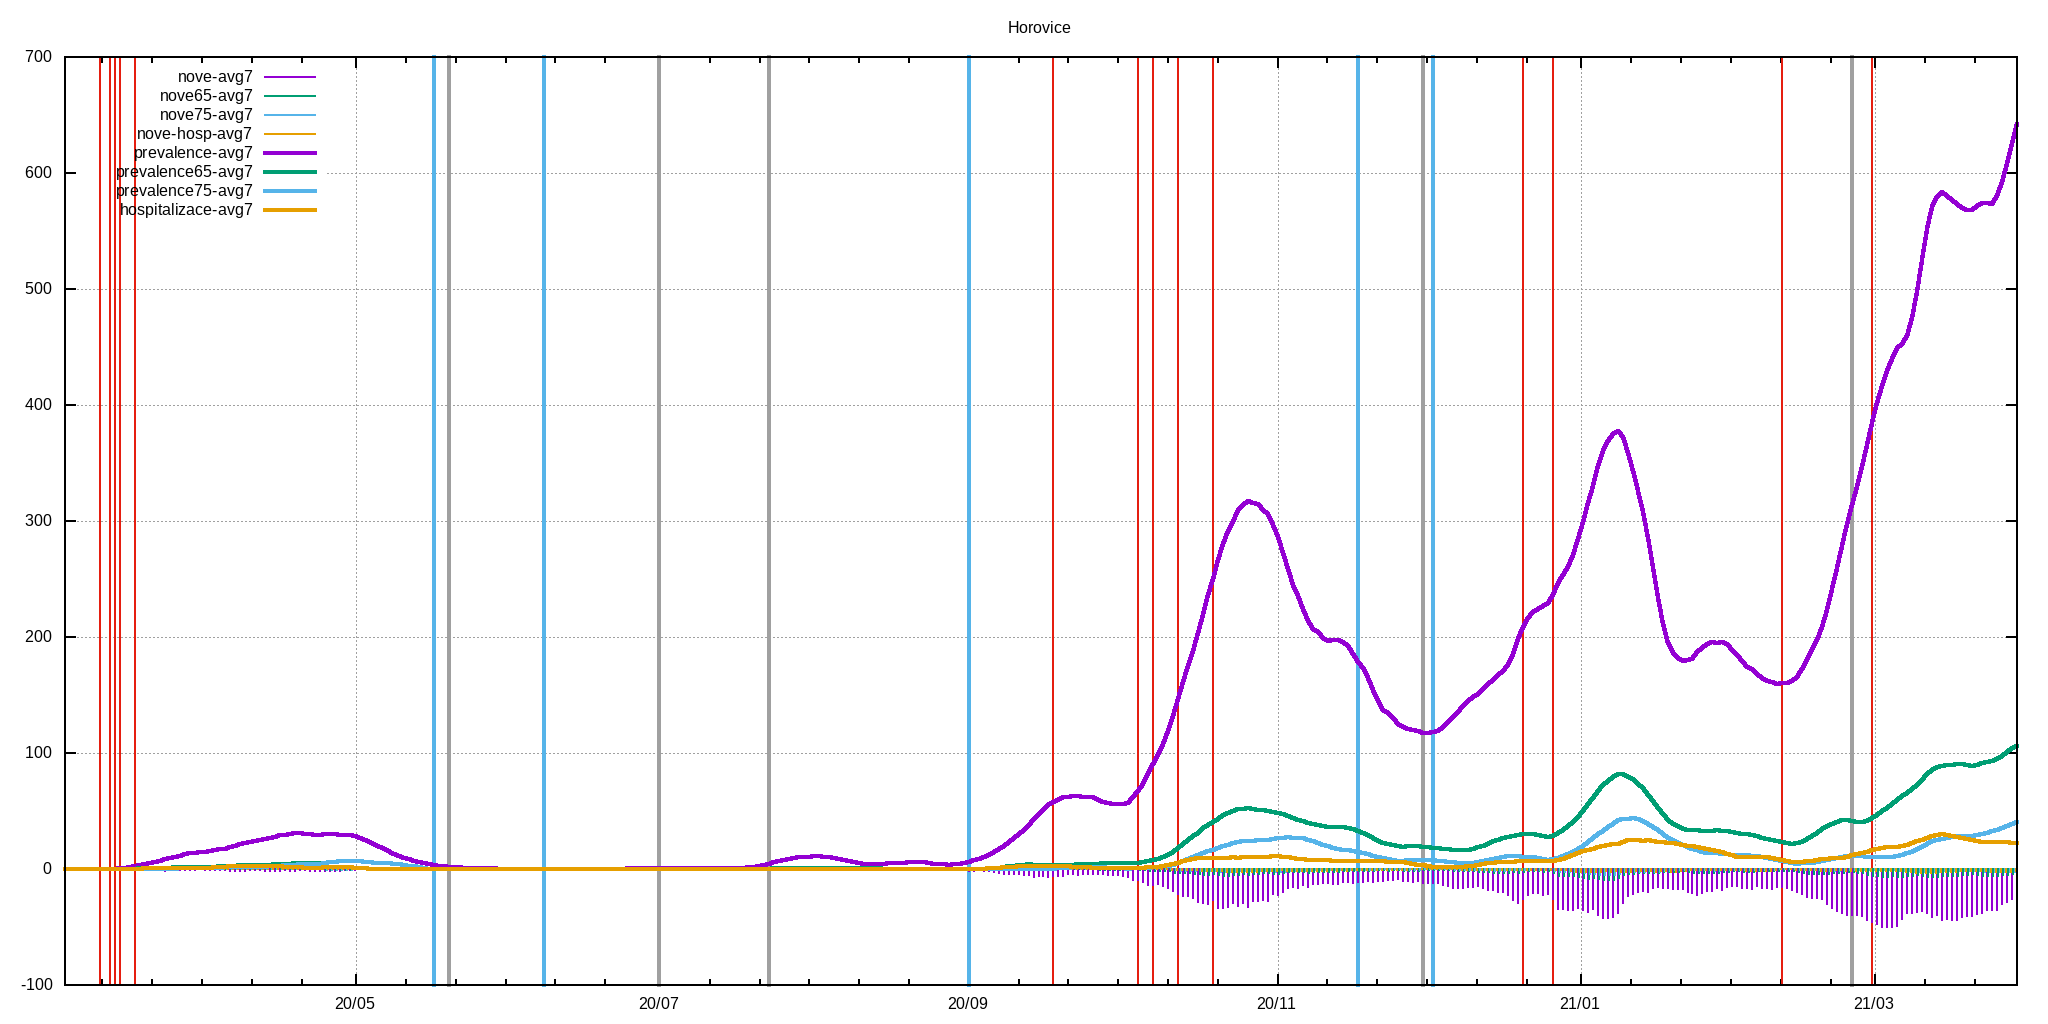 Horovice
700
600
500
400
300
200
100
0
-100
nove-avg7
nove65-avg7
nove75-avg7
nove-hosp-avg7
prevalence-avg7
prevalence65-avg7
prevalence75-avg7
hospitalizace-avg7
20/05 20/07 20/09 20/11 21/01 21/03